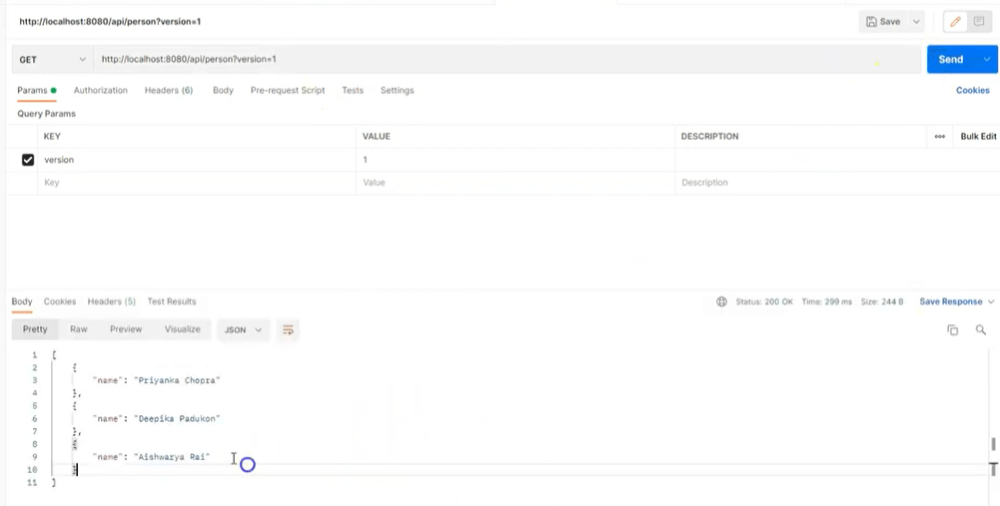 http://localhost:8080/api/person?version=1
Save
GET http://localhost:8080/api/person?version=1 Send
Params Authorization Headers (6) Body Pre-request Script Tests Settings Cookies
Query Params
KEY VALUE DESCRIPTION Bulk Edit
version 1
Key Value Description
Body Cookies Headers (5) Test Results Status: 200 OK Time: 299 ms Size: 244 B Save Response
Pretty Raw Preview Visualize JSON
1 [
2 {
3 "name": "Priyanka Chopra"
4 },
5 {
6 "name": "Deepika Padukon"
7 },
8 {
9 "name": "Aishwarya Rai"
10 }
11 ]